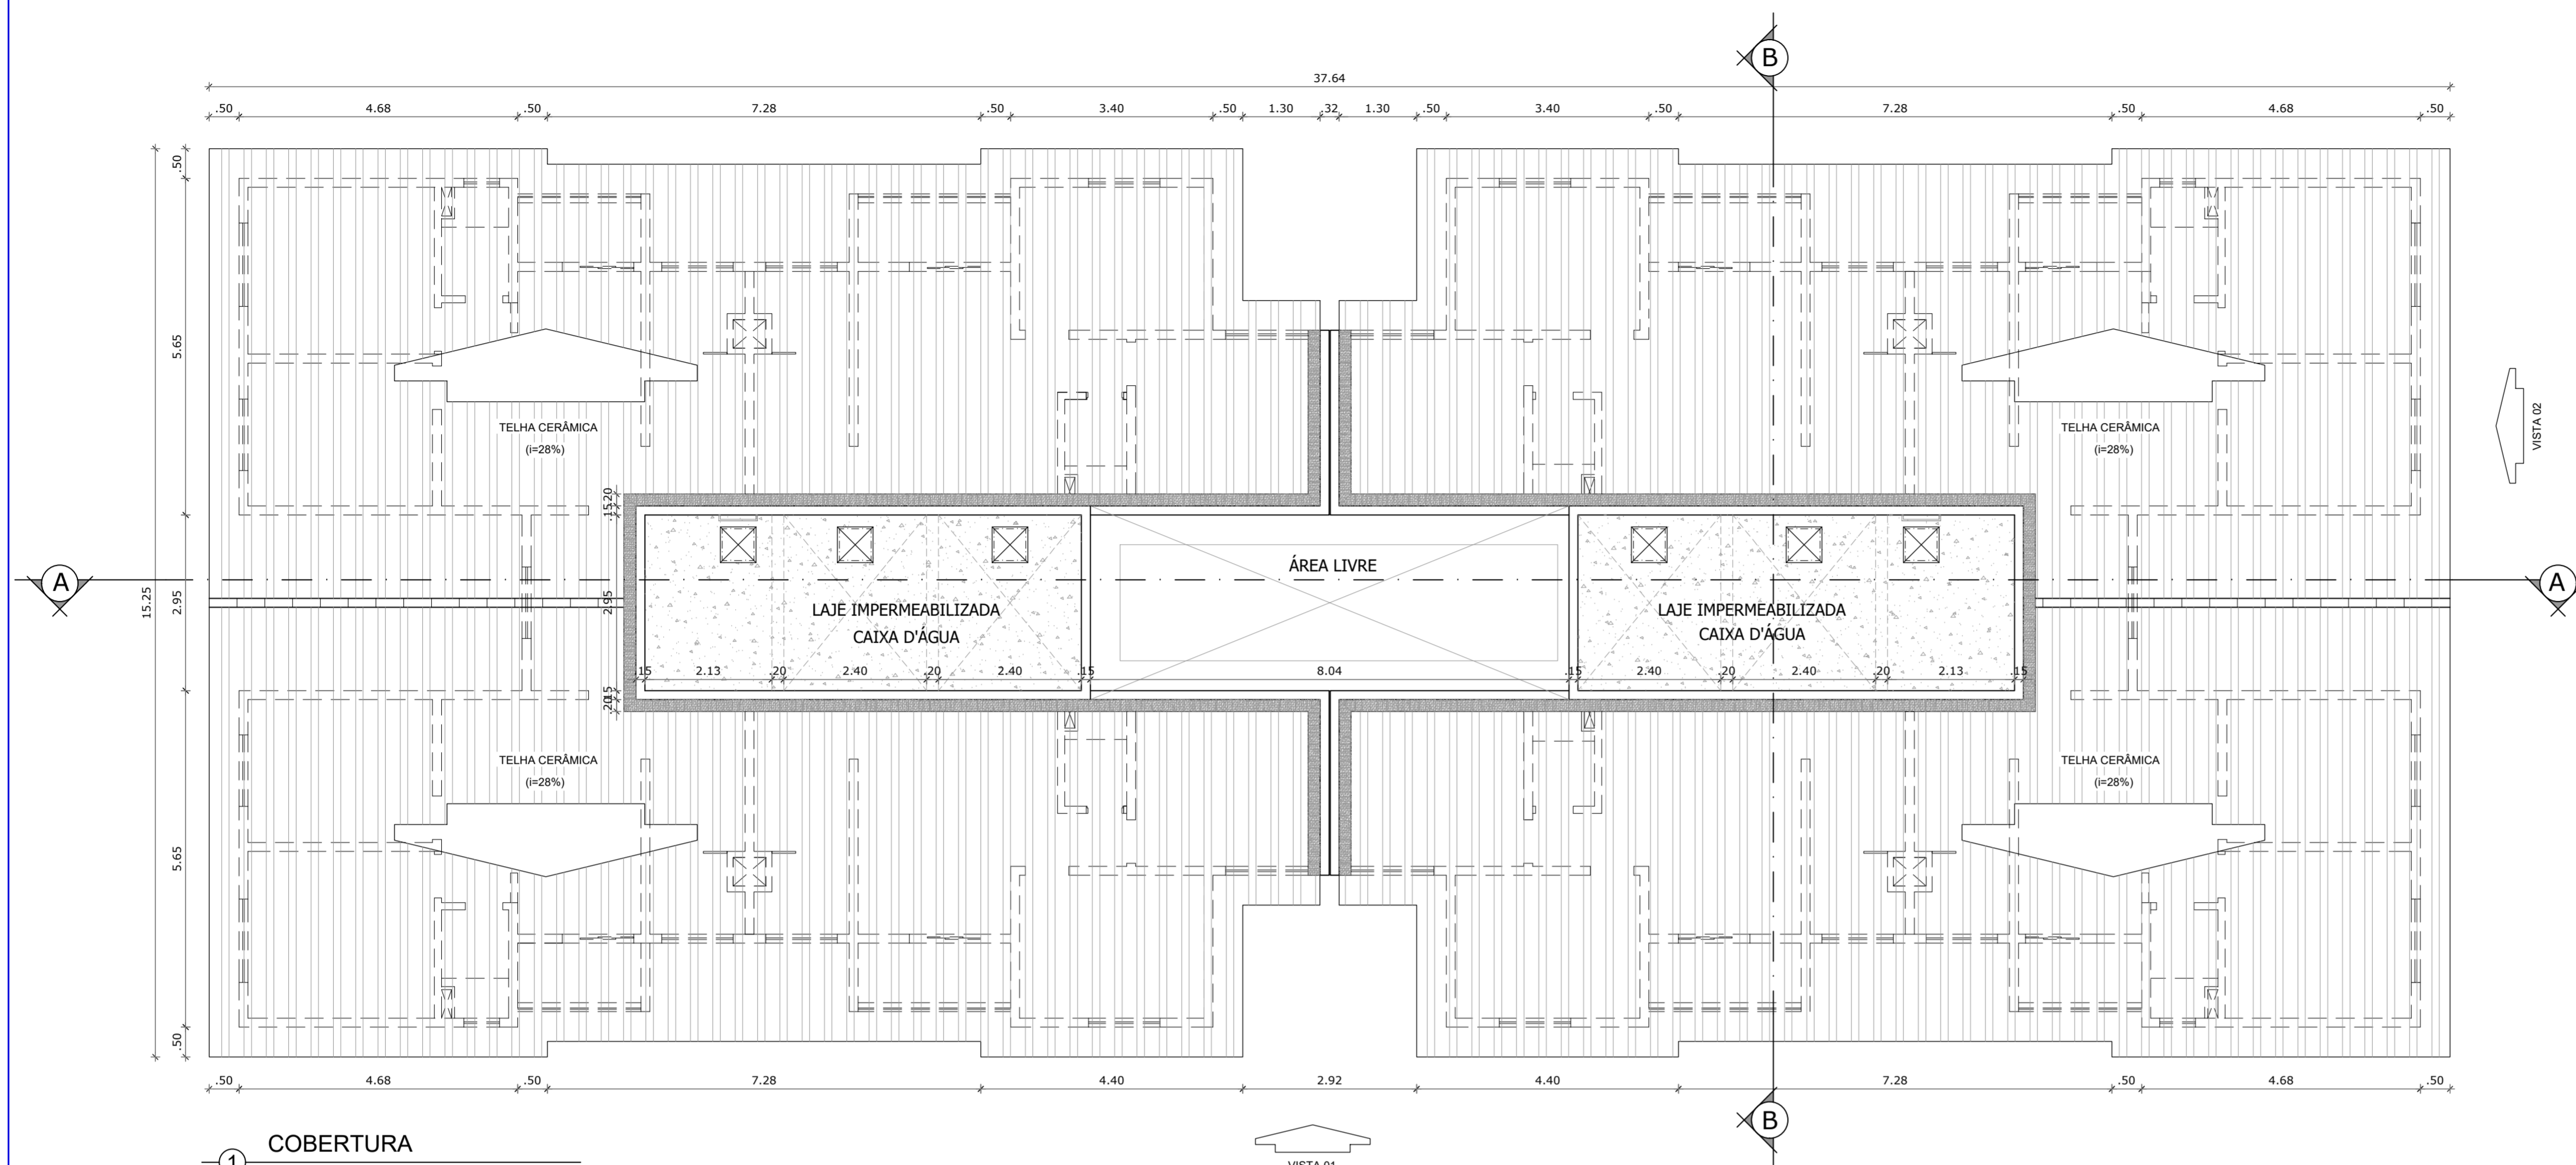 B
37.64
.50 4.68 .50 7.28 .50 3.40 .50 1.30 .32 1.30 .50 3.40 .50 7.28 .50 4.68 .50
.50
5.65
2.95
15.25
5.65
.50
TELHA CERÂMICA
(i=28%)
TELHA CERÂMICA
(i=28%)
VISTA 02
.20
.15
2.95
.15
.20
A
ÁREA LIVRE
A
LAJE IMPERMEABILIZADA
CAIXA D'ÁGUA
LAJE IMPERMEABILIZADA
CAIXA D'ÁGUA
.15 2.13 .20 2.40 .20 2.40 .15 8.04 .15 2.40 .20 2.40 .20 2.13 .15
TELHA CERÂMICA
(i=28%)
TELHA CERÂMICA
(i=28%)
.50 4.68 .50 7.28 4.40 2.92 4.40 7.28 .50 4.68 .50
B
COBERTURA
1
VISTA 01